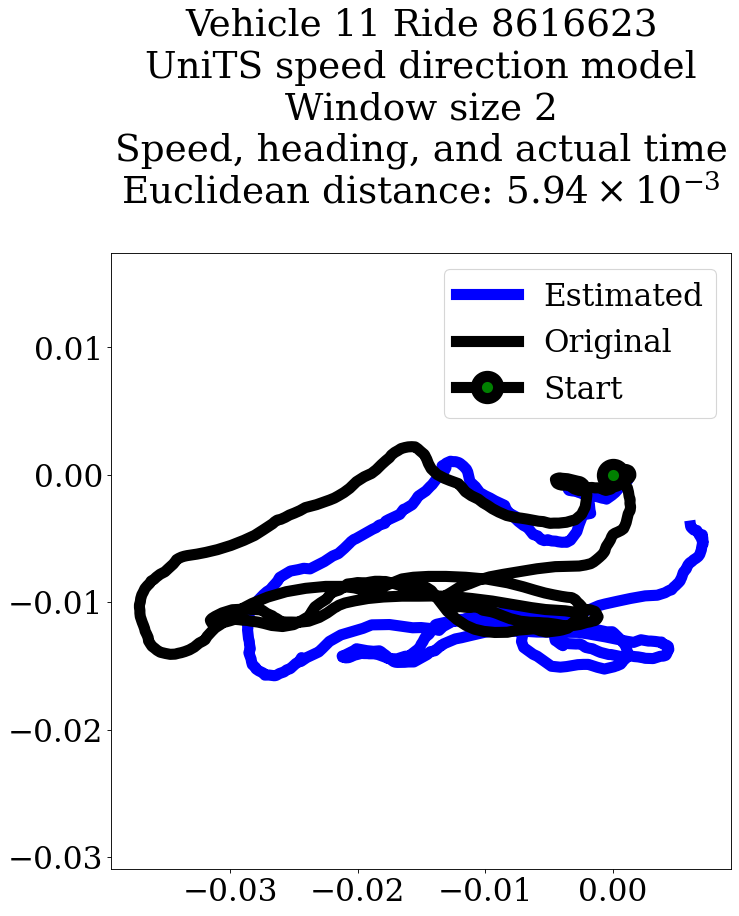 Vehicle 11 Ride 8616623
UniTS speed direction model
Window size 2
Speed, heading, and actual time
Euclidean distance: 5.94 × 10⁻³
Estimated
Original
Start
0.01
0.00
−0.01
−0.02
−0.03
−0.03 −0.02 −0.01 0.00